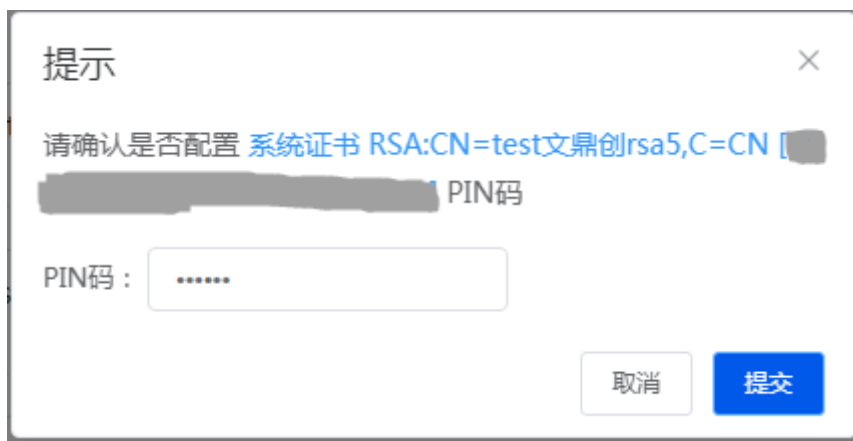 提示
请确认是否配置 系统证书 RSA:CN=test文鼎创rsa5,C=CN [
] PIN码
PIN码： ••••••
取消 提交